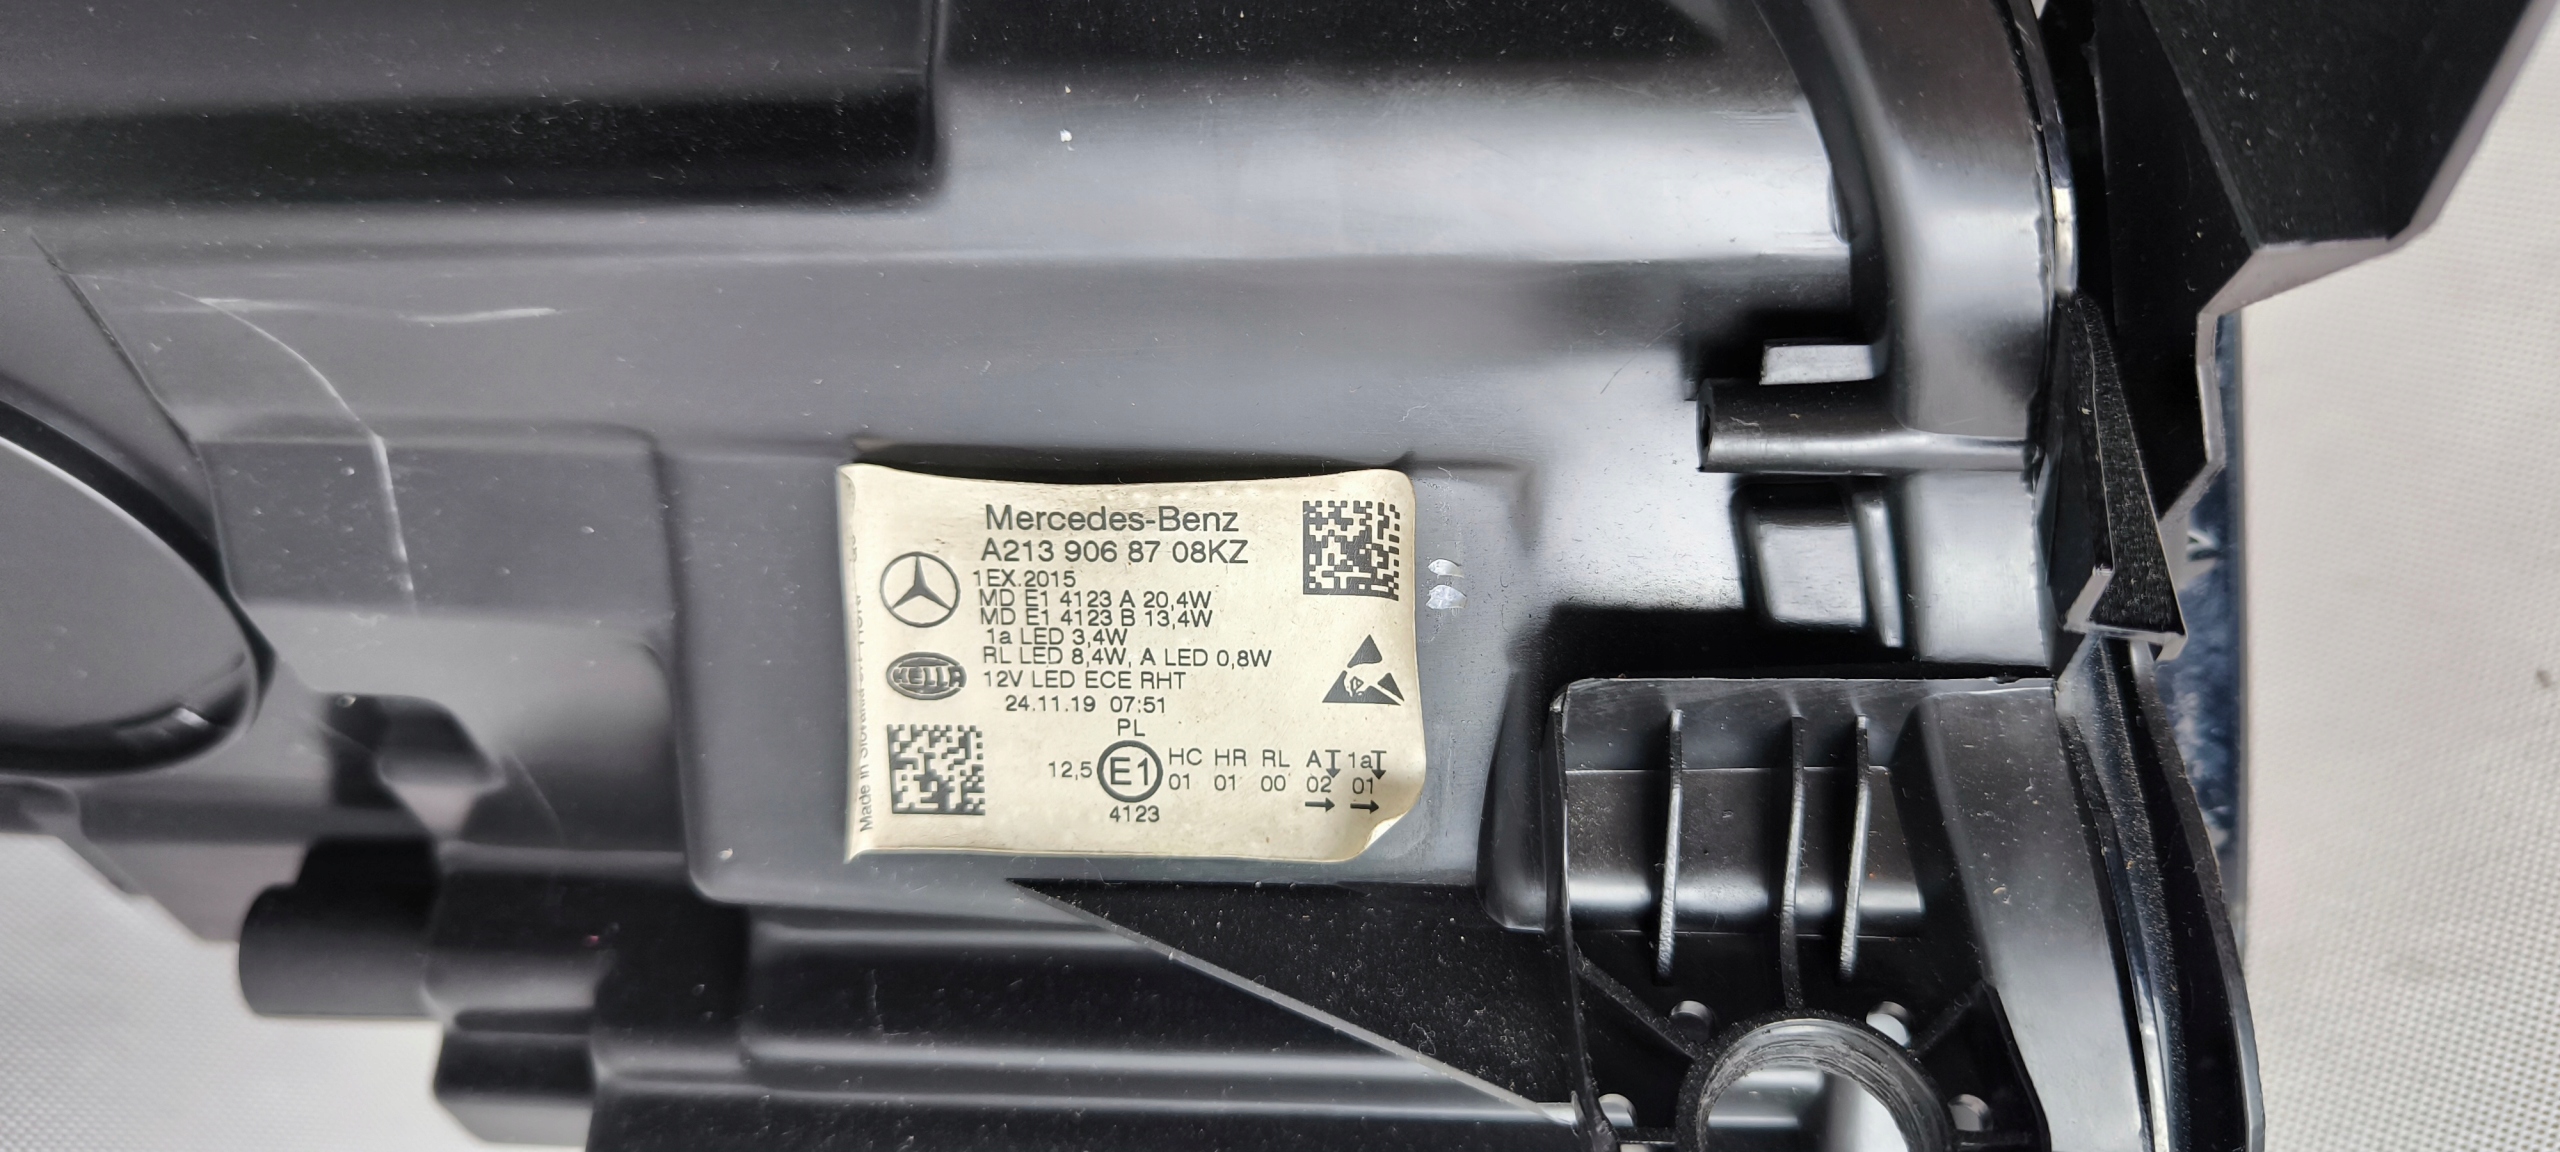 Mercedes-Benz
A213 906 87 08KZ
1EX.2015
MD E1 4123 A 20,4W
MD E1 4123 B 13,4W
1a LED 3,4W
RL LED 8,4W, A LED 0,8W
12V LED ECE RHT
24.11.19 07:51
PL
HELLA
12,5 E1 HC HR RL A 1a
01 01 00 02 01
→ →
4123
Made in Slovakia